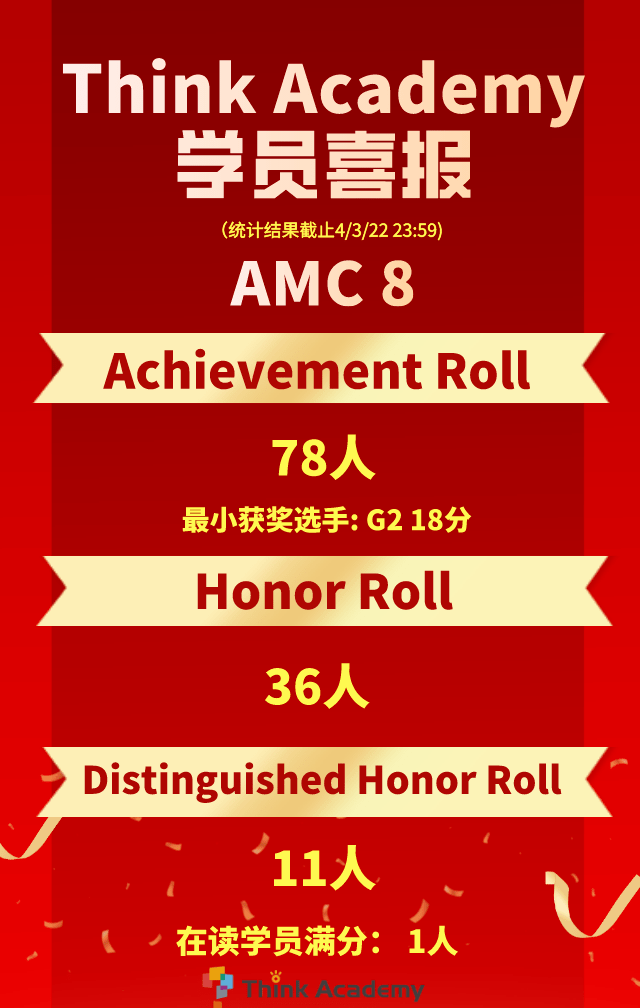 Think Academy
学员喜报
（统计结果截止4/3/22 23:59)
AMC 8
Achievement Roll
78人
最小获奖选手: G2 18分
Honor Roll
36人
Distinguished Honor Roll
11人
在读学员满分： 1人
Think Academy